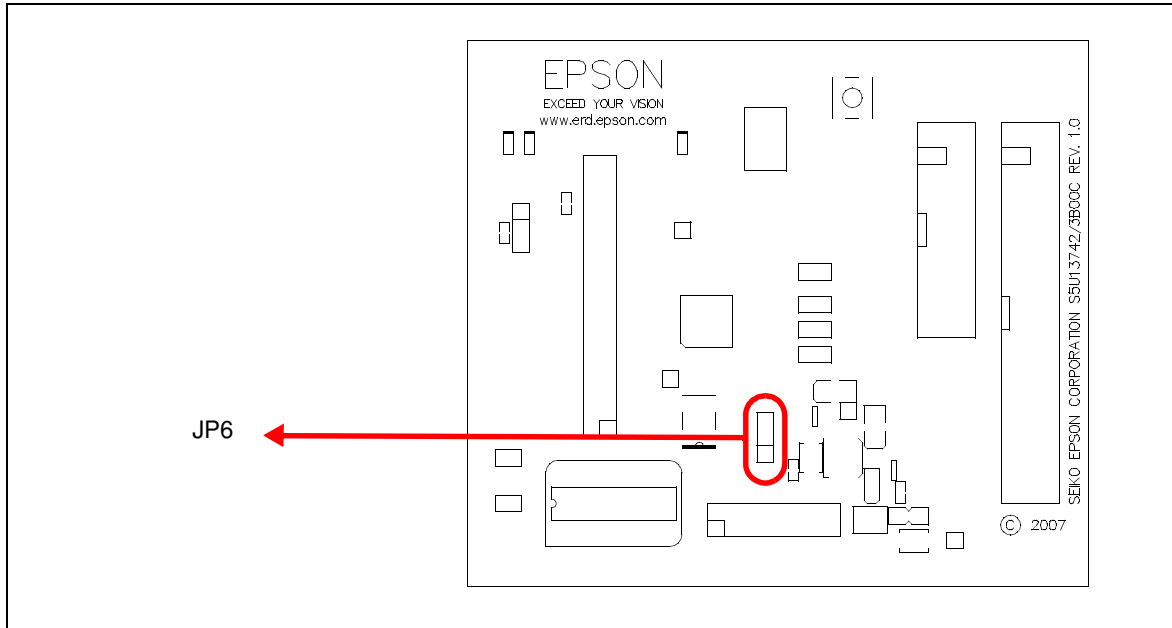 EPSON
EXCEED YOUR VISION
www.erd.epson.com
SEIKO EPSON CORPORATION S5U13742/3B00C REV. 1.0
JP6
© 2007